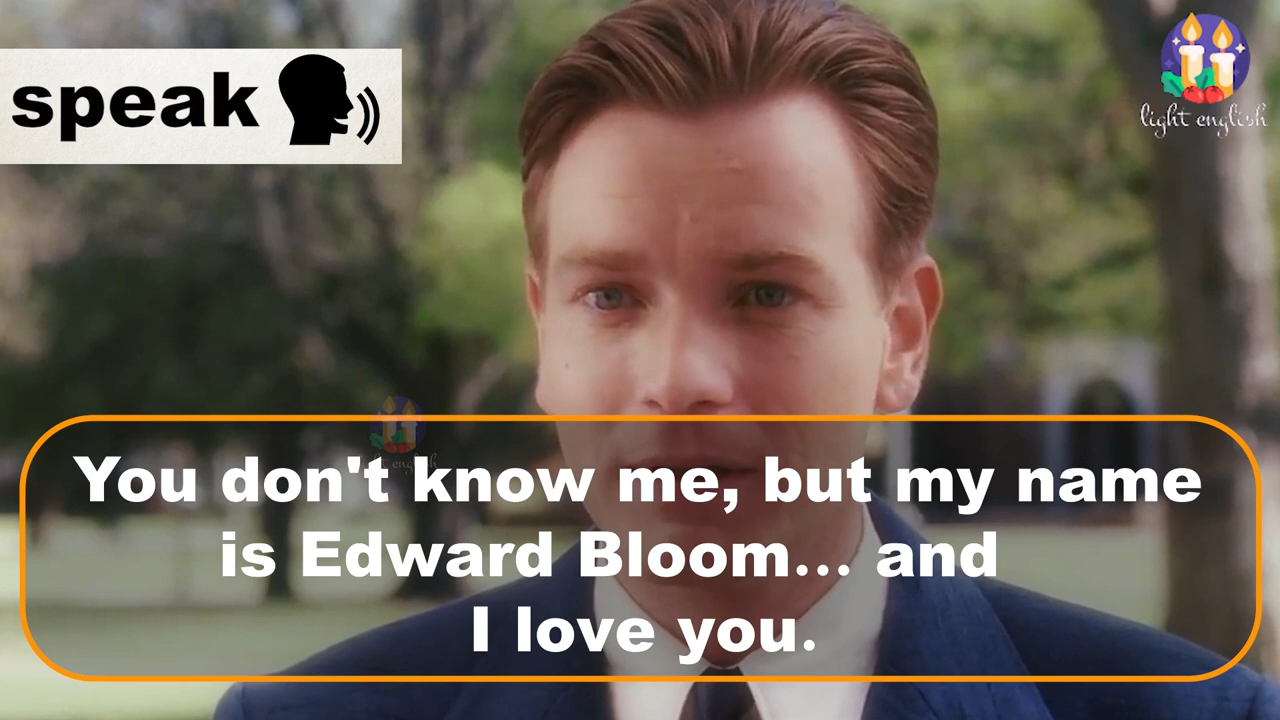 speak
light english
You don't know me, but my name
is Edward Bloom... and
I love you.